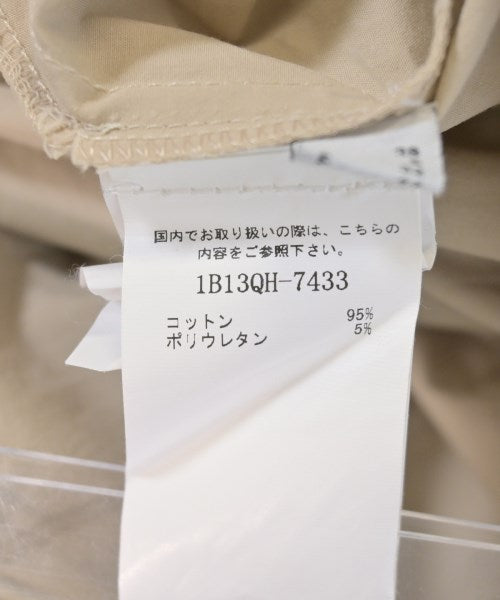 国内でお取り扱いの際は、こちらの
内容をご参照下さい。
1B13QH-7433
コットン 95%
ポリウレタン 5%